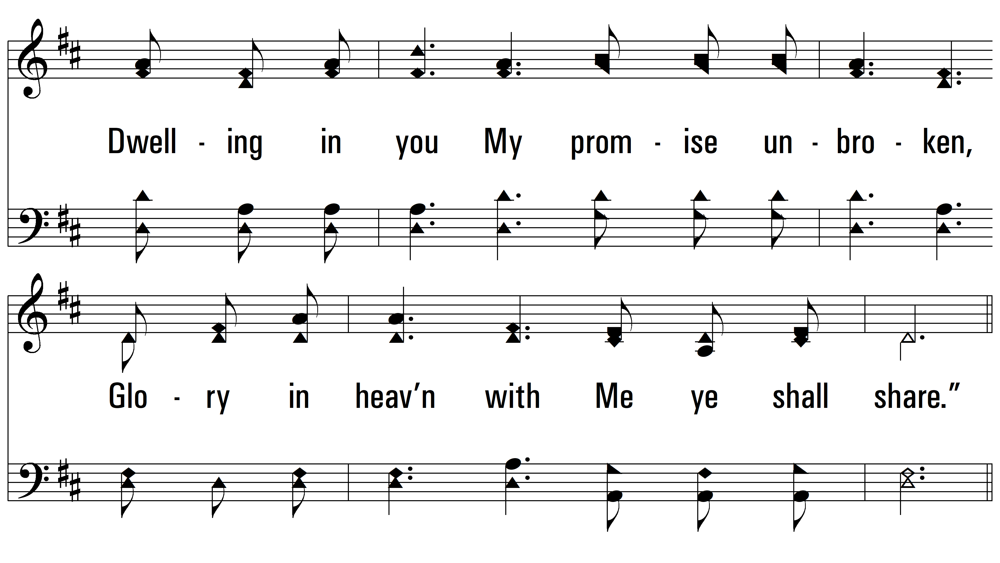 Dwell - ing in you My prom - ise un - bro - ken,
Glo - ry in heav’n with Me ye shall share.”